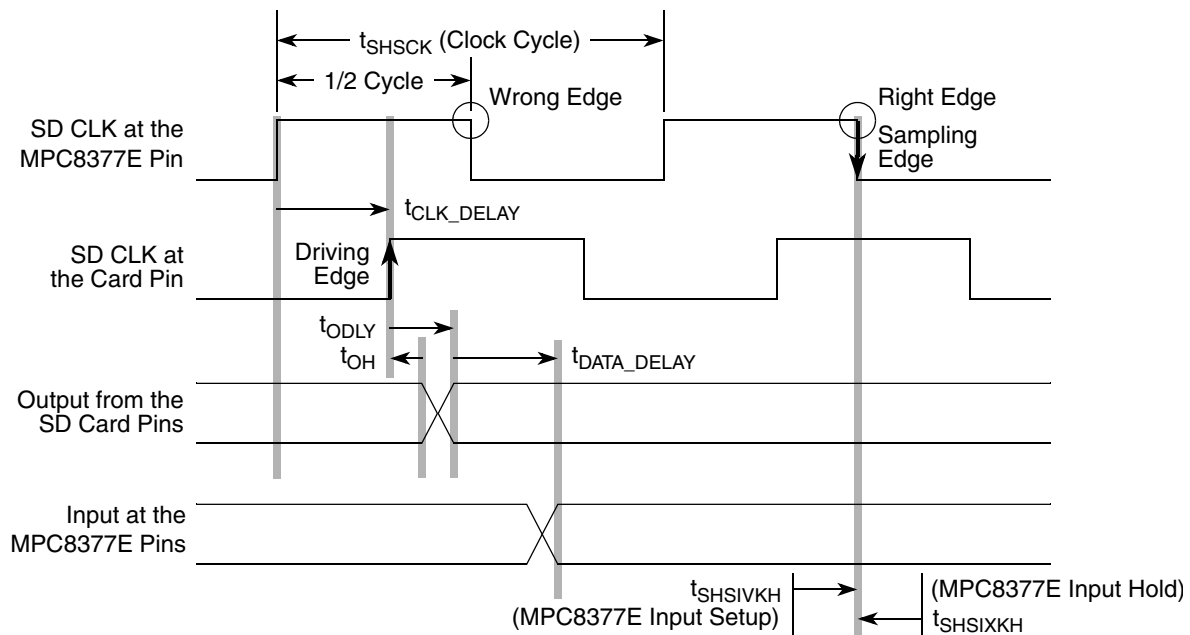 tSHSCK (Clock Cycle)
1/2 Cycle
Wrong Edge
Right Edge
SD CLK at the
MPC8377E Pin
Sampling
Edge
tCLK_DELAY
SD CLK at
the Card Pin
Driving
Edge
tODLY
tOH
tDATA_DELAY
Output from the
SD Card Pins
Input at the
MPC8377E Pins
tSHSIVKH
(MPC8377E Input Setup)
(MPC8377E Input Hold)
tSHSIXKH